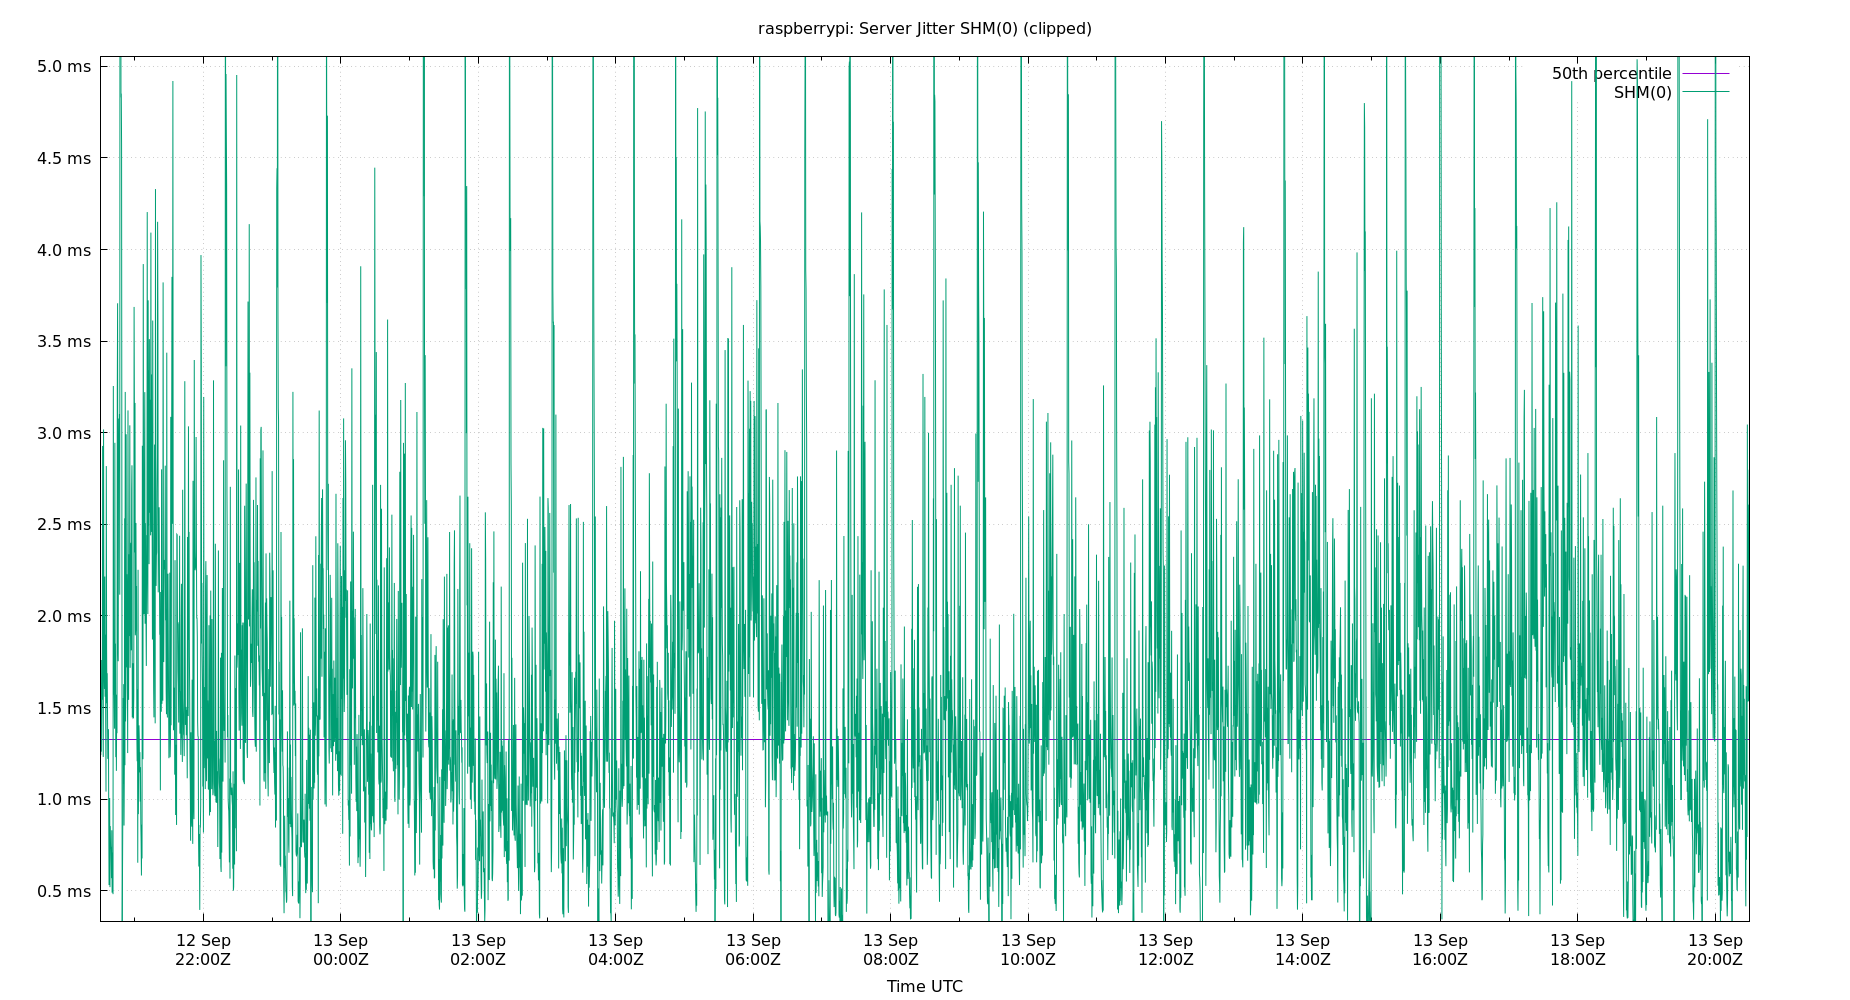 raspberrypi: Server Jitter SHM(0) (clipped)
5.0 ms
4.5 ms
4.0 ms
3.5 ms
3.0 ms
2.5 ms
2.0 ms
1.5 ms
1.0 ms
0.5 ms
50th percentile
SHM(0)
12 Sep 13 Sep 13 Sep 13 Sep 13 Sep 13 Sep 13 Sep 13 Sep 13 Sep 13 Sep 13 Sep 13 Sep
22:00Z 00:00Z 02:00Z 04:00Z 06:00Z 08:00Z 10:00Z 12:00Z 14:00Z 16:00Z 18:00Z 20:00Z
Time UTC